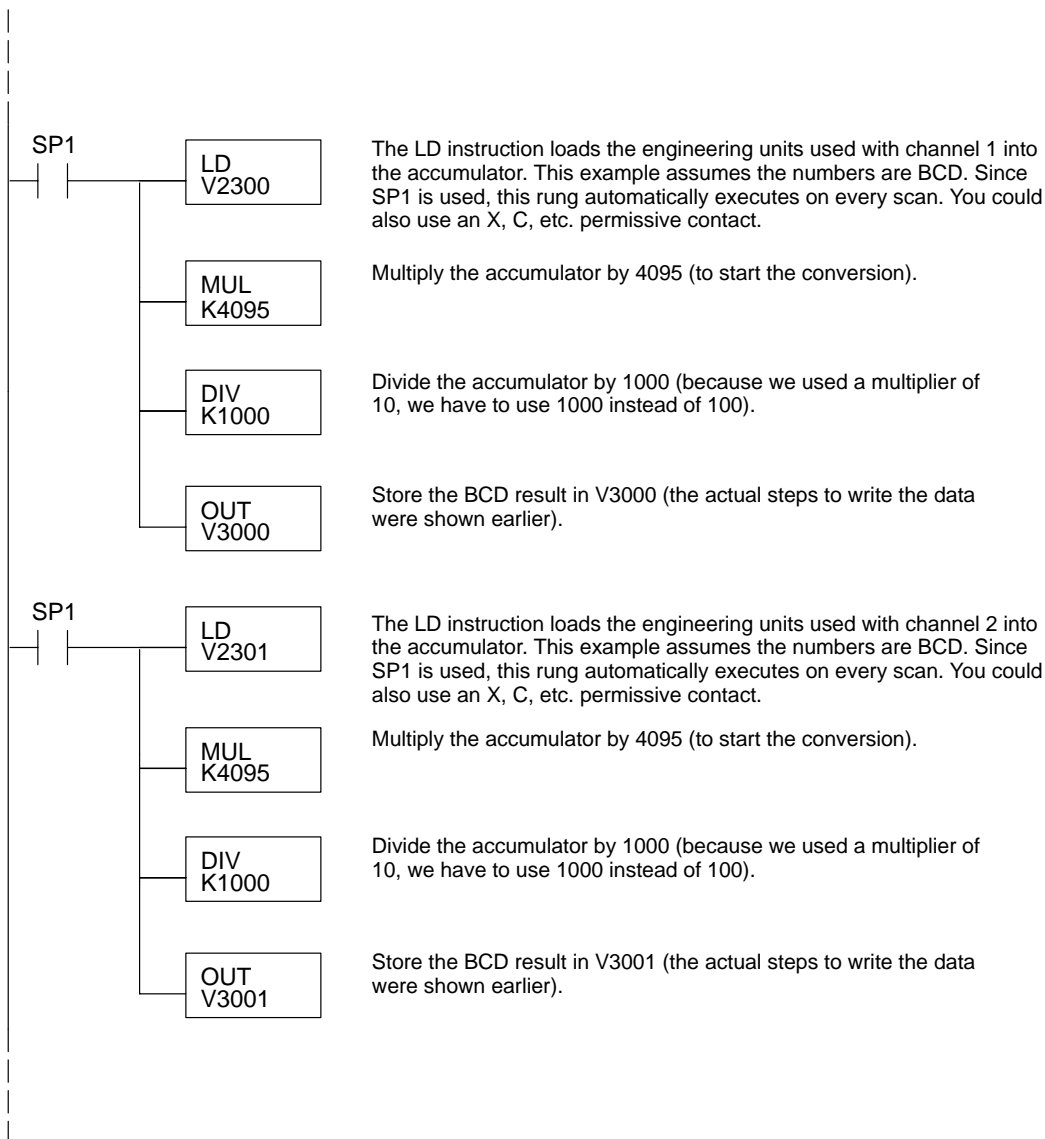 SP1
LD
V2300
The LD instruction loads the engineering units used with channel 1 into
the accumulator. This example assumes the numbers are BCD. Since
SP1 is used, this rung automatically executes on every scan. You could
also use an X, C, etc. permissive contact.
MUL
K4095
Multiply the accumulator by 4095 (to start the conversion).
DIV
K1000
Divide the accumulator by 1000 (because we used a multiplier of
10, we have to use 1000 instead of 100).
OUT
V3000
Store the BCD result in V3000 (the actual steps to write the data
were shown earlier).
SP1
LD
V2301
The LD instruction loads the engineering units used with channel 2 into
the accumulator. This example assumes the numbers are BCD. Since
SP1 is used, this rung automatically executes on every scan. You could
also use an X, C, etc. permissive contact.
MUL
K4095
Multiply the accumulator by 4095 (to start the conversion).
DIV
K1000
Divide the accumulator by 1000 (because we used a multiplier of
10, we have to use 1000 instead of 100).
OUT
V3001
Store the BCD result in V3001 (the actual steps to write the data
were shown earlier).